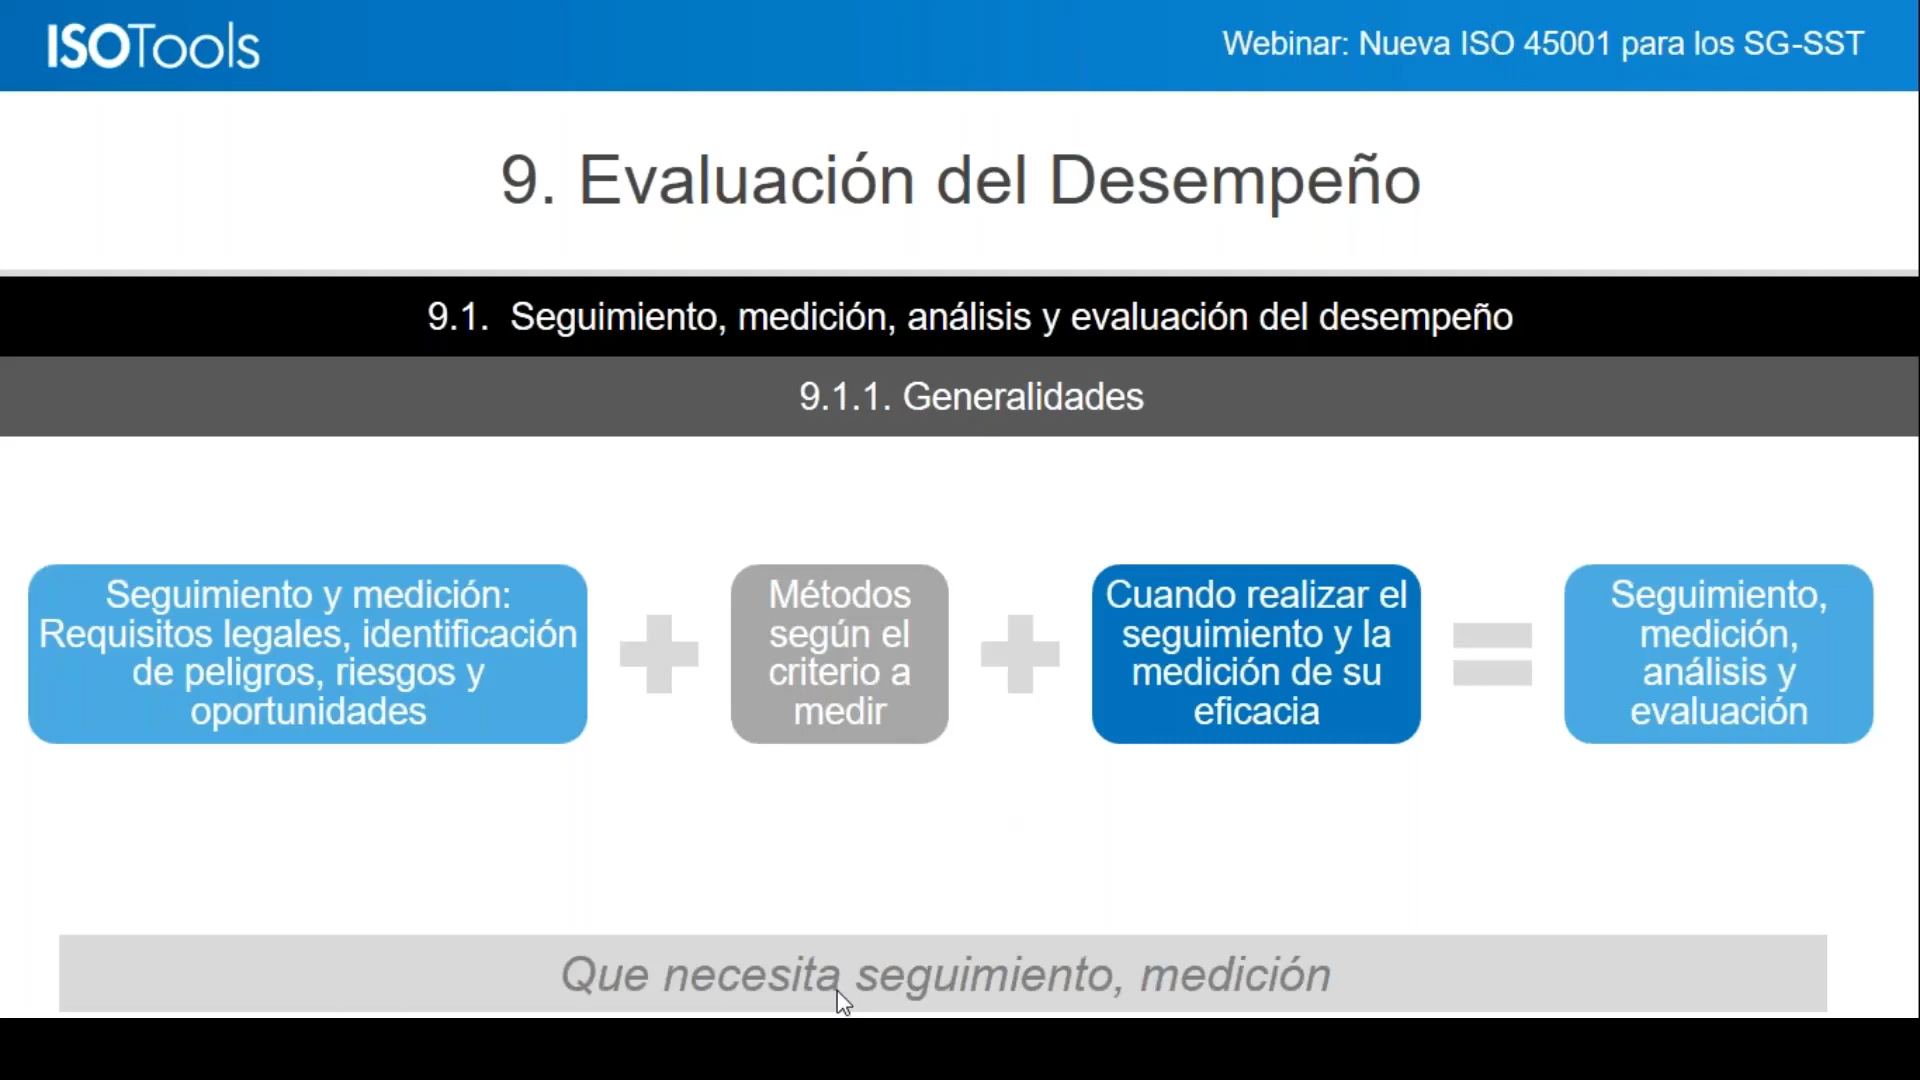 ISOTools
Webinar: Nueva ISO 45001 para los SG-SST
9. Evaluación del Desempeño
9.1. Seguimiento, medición, análisis y evaluación del desempeño
9.1.1. Generalidades
Seguimiento y medición:
Requisitos legales, identificación
de peligros, riesgos y
oportunidades
Métodos
según el
criterio a
medir
Cuando realizar el
seguimiento y la
medición de su
eficacia
Seguimiento,
medición,
análisis y
evaluación
Que necesita seguimiento, medición